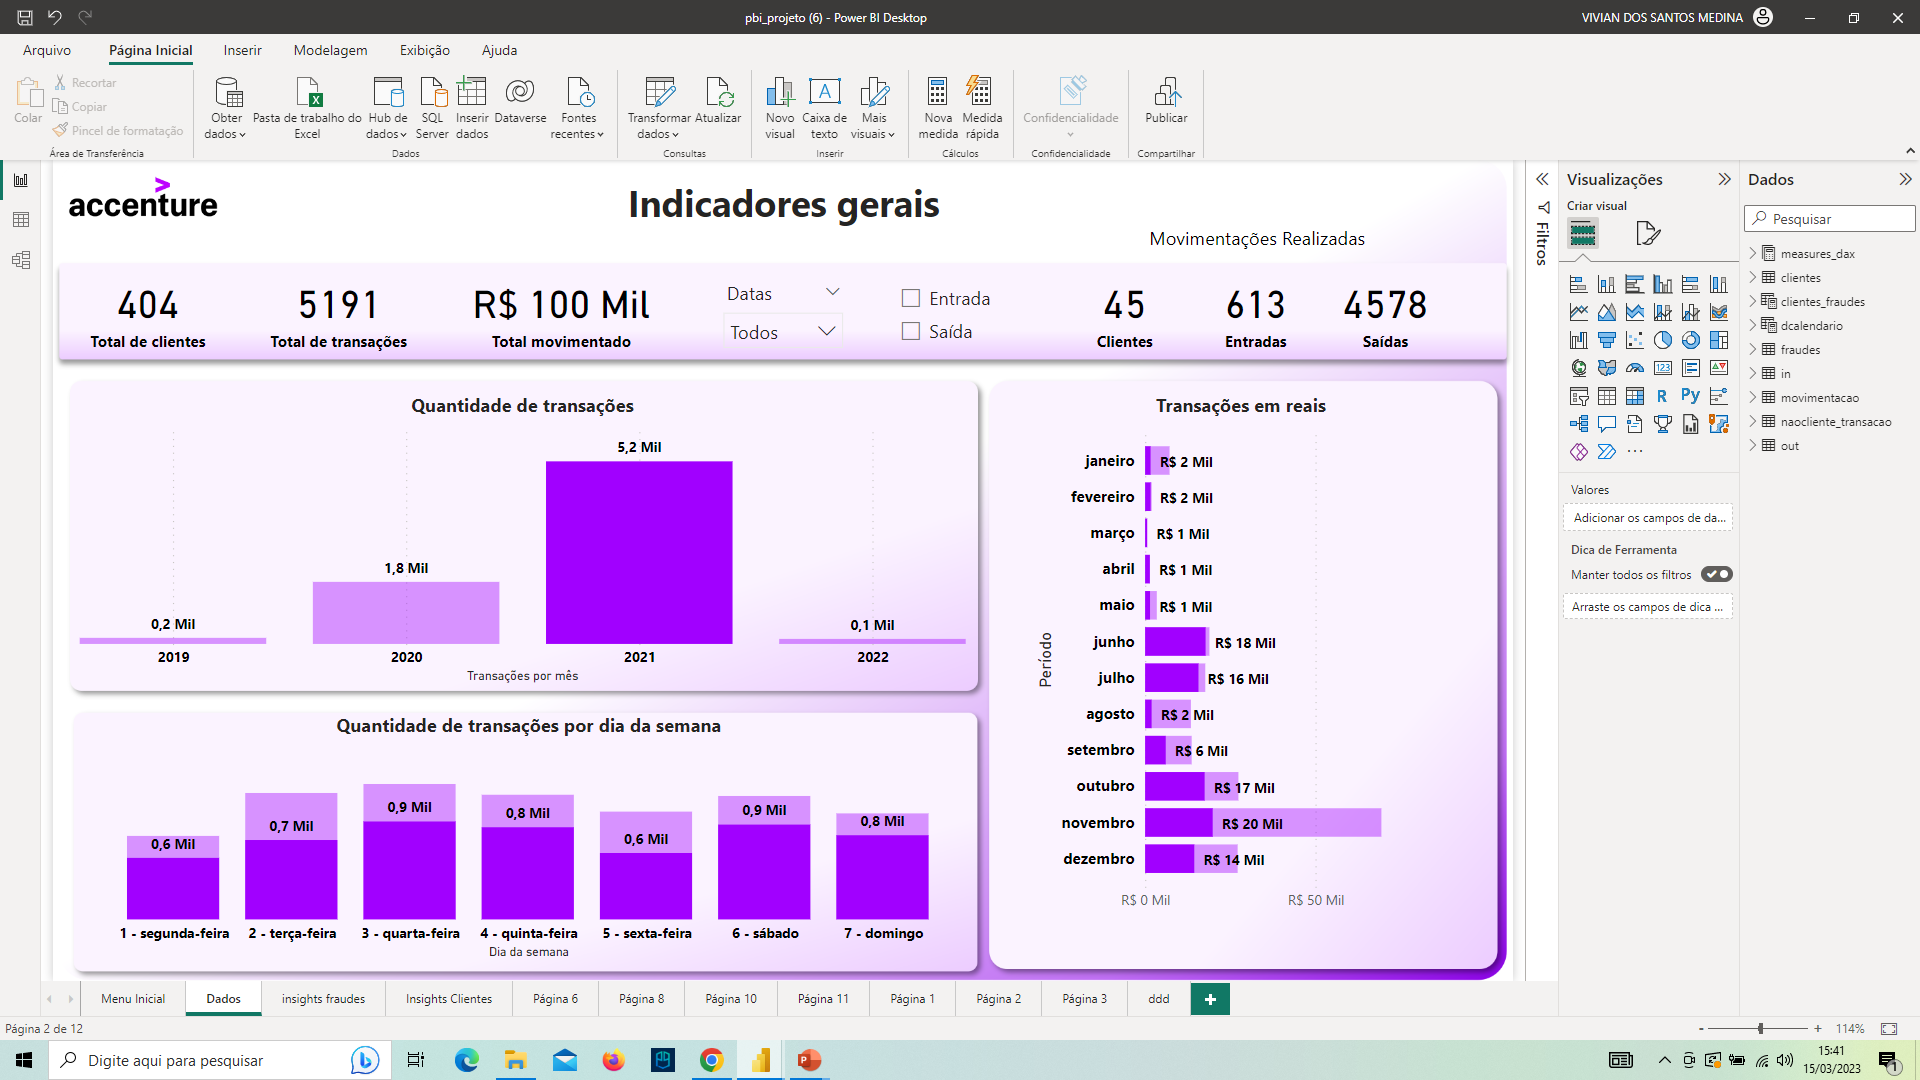 pbi_projeto (6) - Power BI Desktop
VIVIAN DOS SANTOS MEDINA
Arquivo
Página Inicial
Inserir
Modelagem
Exibição
Ajuda
Colar
Recortar
Copiar
Pincel de formatação
Área de Transferência
Obter dados
Pasta de trabalho do Excel
Hub de dados
SQL Server
Inserir dados
Dataverse
Fontes recentes
Dados
Transformar dados
Atualizar
Consultas
Novo visual
Caixa de texto
Mais visuais
Inserir
Nova medida
Medida rápida
Cálculos
Confidencialidade
Confidencialidade
Publicar
Compartilhar
accenture
Indicadores gerais
Movimentações Realizadas
404
Total de clientes
5191
Total de transações
R$ 100 Mil
Total movimentado
Datas
Todos
Entrada
Saída
45
Clientes
613
Entradas
4578
Saídas
Quantidade de transações
0,2 Mil
1,8 Mil
5,2 Mil
0,1 Mil
2019
2020
2021
2022
Transações por mês
Quantidade de transações por dia da semana
0,6 Mil
0,7 Mil
0,9 Mil
0,8 Mil
0,6 Mil
0,9 Mil
0,8 Mil
1 - segunda-feira
2 - terça-feira
3 - quarta-feira
4 - quinta-feira
5 - sexta-feira
6 - sábado
7 - domingo
Dia da semana
Transações em reais
Período
janeiro R$ 2 Mil
fevereiro R$ 2 Mil
março R$ 1 Mil
abril R$ 1 Mil
maio R$ 1 Mil
junho R$ 18 Mil
julho R$ 16 Mil
agosto R$ 2 Mil
setembro R$ 6 Mil
outubro R$ 17 Mil
novembro R$ 20 Mil
dezembro R$ 14 Mil
R$ 0 Mil
R$ 50 Mil
Filtros
Visualizações
Criar visual
123
R
Py
Valores
Adicionar os campos de da...
Dica de Ferramenta
Manter todos os filtros
Arraste os campos de dica ...
Dados
Pesquisar
measures_dax
clientes
clientes_fraudes
dcalendario
fraudes
in
movimentacao
naocliente_transacao
out
Menu Inicial
Dados
insights fraudes
Insights Clientes
Página 6
Página 8
Página 10
Página 11
Página 1
Página 2
Página 3
ddd
Página 2 de 12
114%
Digite aqui para pesquisar
15:41
15/03/2023
1